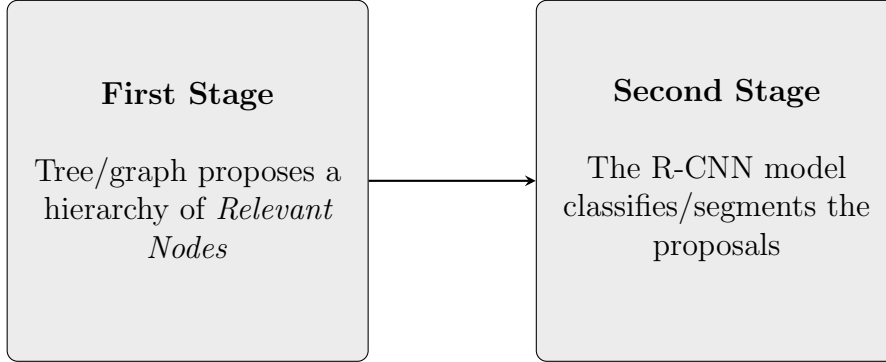 First Stage
Tree/graph proposes a
hierarchy of Relevant
Nodes
Second Stage
The R-CNN model
classifies/segments the
proposals